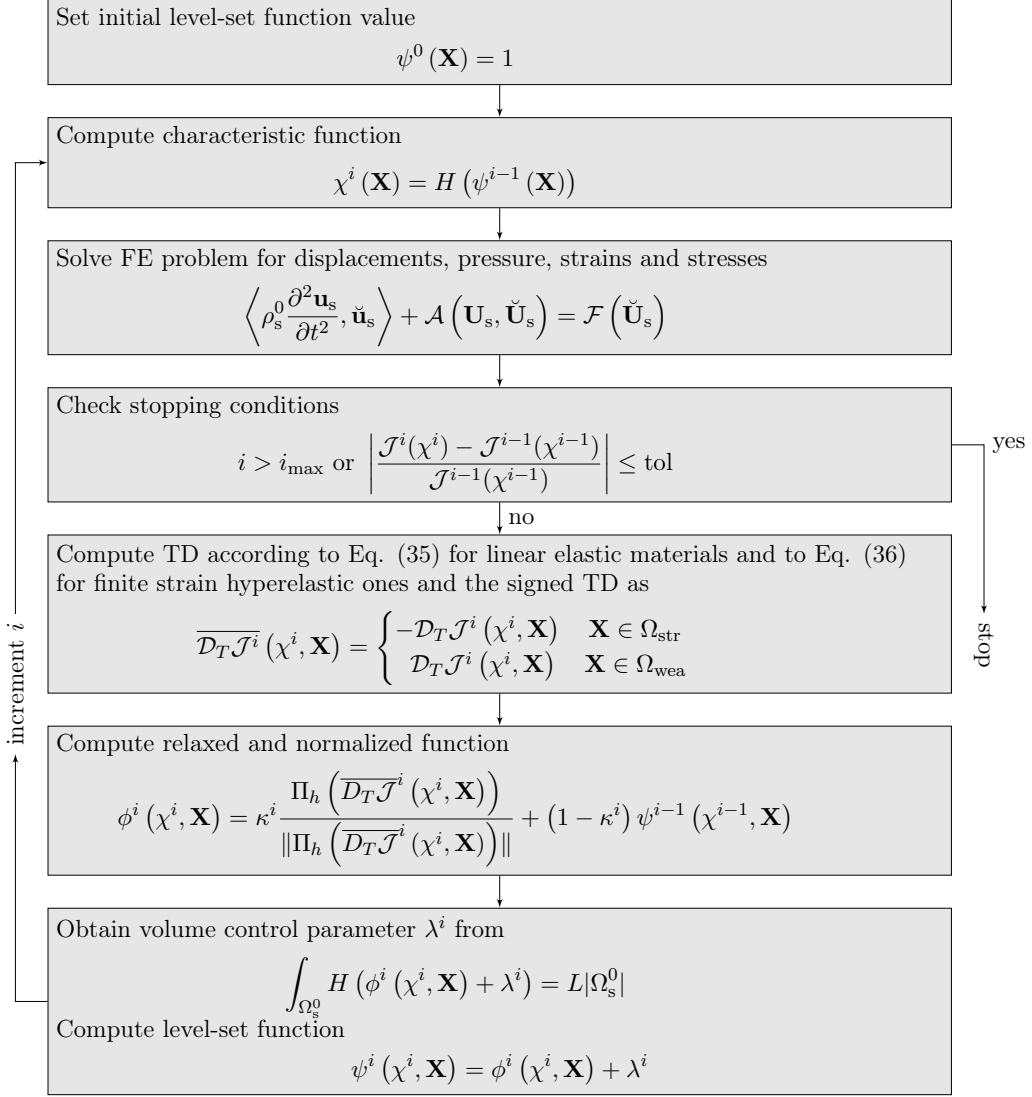 Set initial level-set function value
ψ⁰ (𝐗) = 1
Compute characteristic function
χⁱ (𝐗) = H (ψⁱ⁻¹ (𝐗))
Solve FE problem for displacements, pressure, strains and stresses
⟨ρ_s⁰ ∂²𝐮_s/∂t², 𝐮̆_s⟩ + 𝒜 (𝐔_s, 𝐔̆_s) = ℱ (𝐔̆_s)
Check stopping conditions
i > i_max or |(𝒥ⁱ(χⁱ) − 𝒥ⁱ⁻¹(χⁱ⁻¹)) / 𝒥ⁱ⁻¹(χⁱ⁻¹)| ≤ tol
yes
no
stop
Compute TD according to Eq. (35) for linear elastic materials and to Eq. (36)
for finite strain hyperelastic ones and the signed TD as
\overline{𝒟_T𝒥ⁱ} (χⁱ, 𝐗) = { −𝒟_T𝒥ⁱ (χⁱ, 𝐗) 𝐗 ∈ Ω_str
𝒟_T𝒥ⁱ (χⁱ, 𝐗) 𝐗 ∈ Ω_wea
Compute relaxed and normalized function
ϕⁱ (χⁱ, 𝐗) = κⁱ Π_h (\overline{D_T𝒥}ⁱ (χⁱ, 𝐗)) / ‖Π_h (\overline{D_T𝒥}ⁱ (χⁱ, 𝐗))‖ + (1 − κⁱ) ψⁱ⁻¹ (χⁱ⁻¹, 𝐗)
Obtain volume control parameter λⁱ from
∫_{Ω_s⁰} H (ϕⁱ (χⁱ, 𝐗) + λⁱ) = L|Ω_s⁰|
Compute level-set function
ψⁱ (χⁱ, 𝐗) = ϕⁱ (χⁱ, 𝐗) + λⁱ
increment i